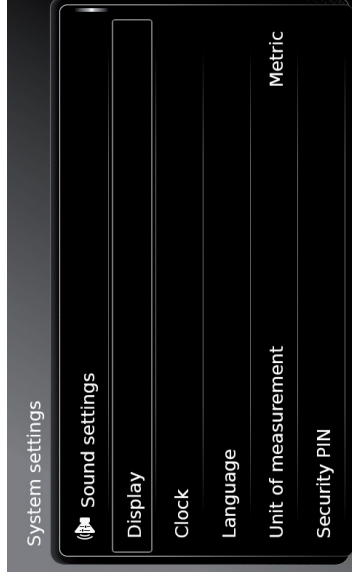 System settings
Sound settings
Display
Clock
Language
Unit of measurement Metric
Security PIN